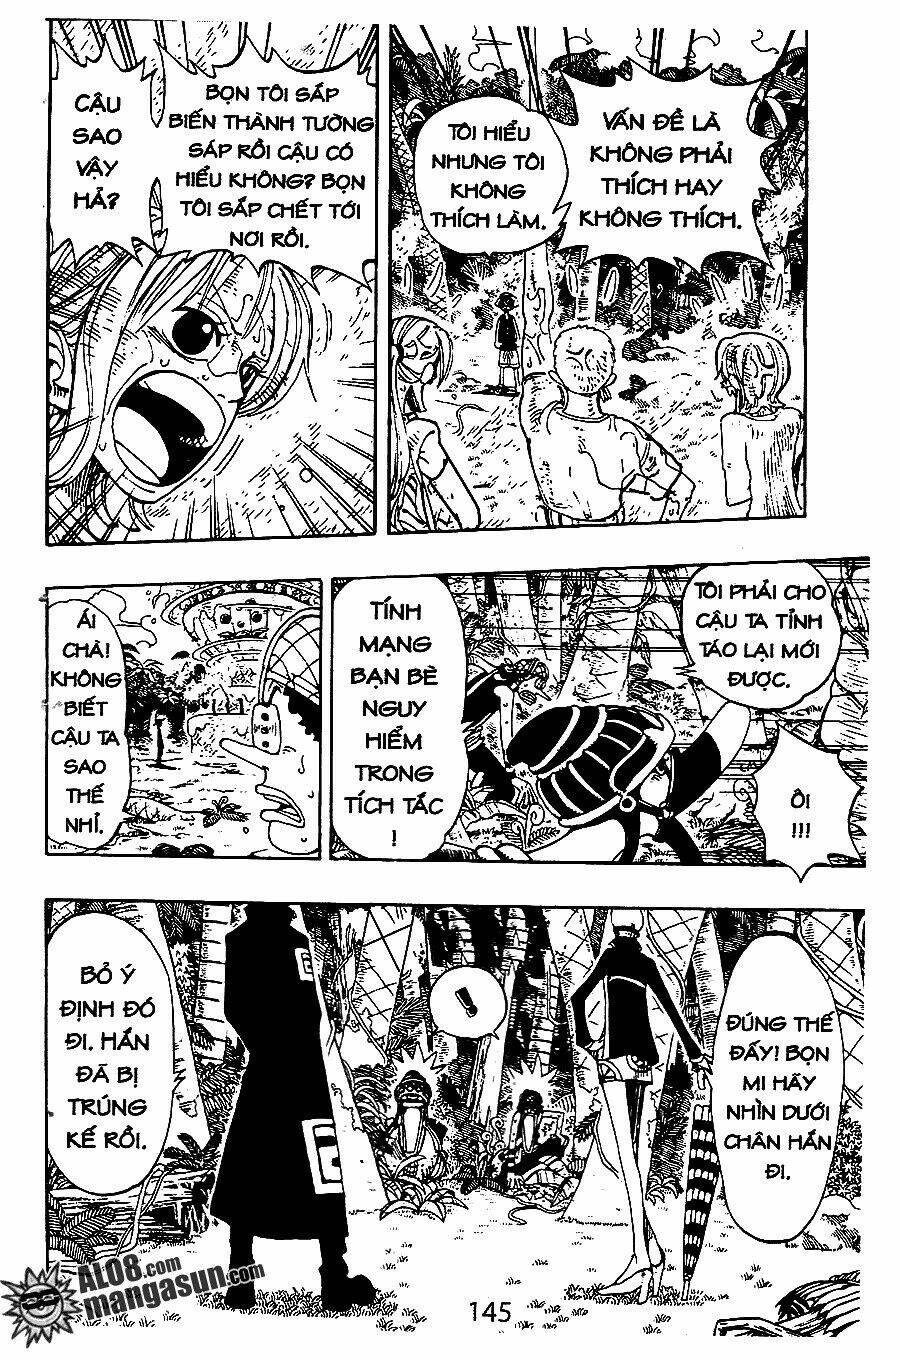 CẬU
SAO
VẬY
HẢ?
BỌN TÔI SẮP
BIẾN THÀNH TƯỜNG
SÁP RỒI CẬU CÓ
HIỂU KHÔNG? BỌN
TÔI SẮP CHẾT TỚI
NƠI RỒI.
TÔI HIỂU
NHƯNG TÔI
KHÔNG
THÍCH LÀM.
VẤN ĐỀ LÀ
KHÔNG PHẢI
THÍCH HAY
KHÔNG THÍCH.
ÁI
CHÀ!
KHÔNG
BIẾT
CẬU TA
SAO
THẾ
NHỈ.
TÍNH
MẠNG
BẠN BÈ
NGUY
HIỂM
TRONG
TÍCH TẮC
!
TÔI PHẢI CHO
CẬU TA TỈNH
TÁO LẠI MỚI
ĐƯỢC.
ÔI
!!!
BỎ Ý
ĐỊNH ĐÓ
ĐI. HẮN
ĐÃ BỊ
TRÚNG
KẾ RỒI.
!
ĐÚNG THẾ
ĐẤY! BỌN
MI HÃY
NHÌN DƯỚI
CHÂN HẮN
ĐI.
ALO8.com
mangasun.com
145